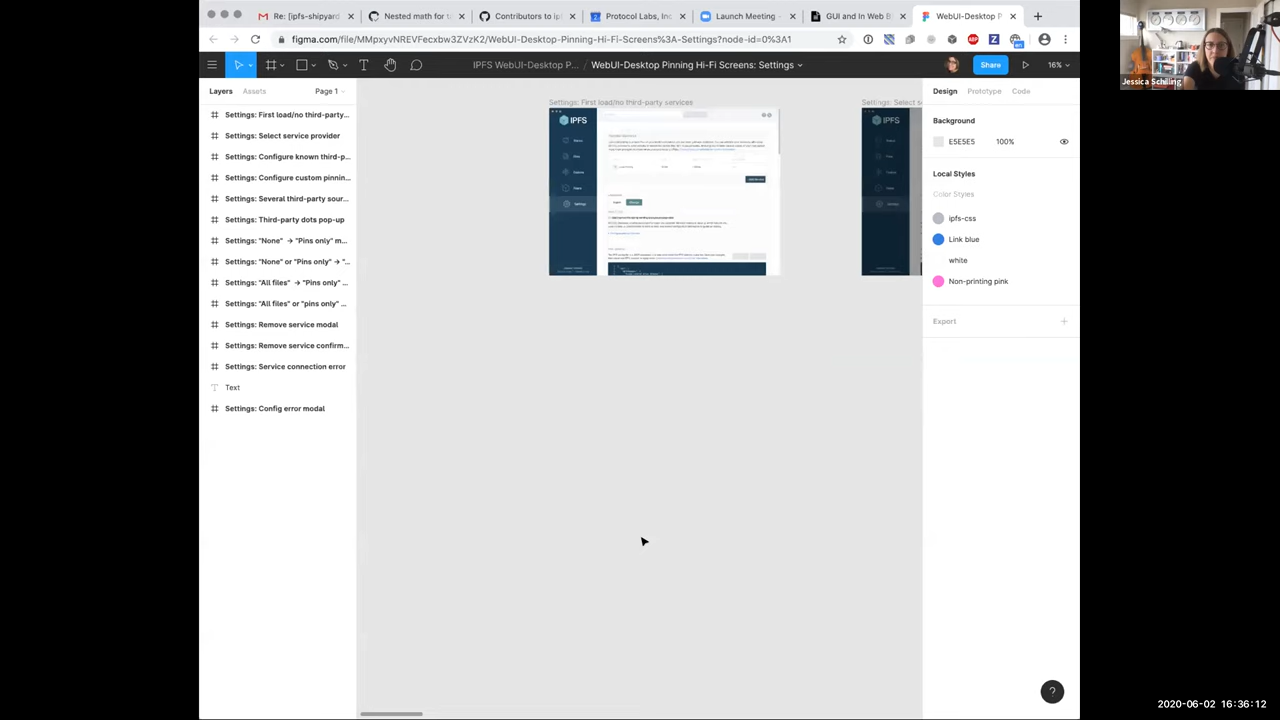 Re: [ipfs-shipyard
Nested math for t
Contributors to ip
Protocol Labs, Inc
Launch Meeting -
GUI and In Web B
WebUI-Desktop P
figma.com/file/MMpxyvNREVFecxbw3ZVzK2/WebUI-Desktop-Pinning-Hi-Fi-Screens%3A-Settings?node-id=0%3A1
IPFS WebUI-Desktop P... / WebUI-Desktop Pinning Hi-Fi Screens: Settings
Share
16%
Layers
Assets
Page 1
Settings: First load/no third-party...
Settings: Select service provider
Settings: Configure known third-p...
Settings: Configure custom pinnin...
Settings: Several third-party sour...
Settings: Third-party dots pop-up
Settings: "None" → "Pins only" m...
Settings: "None" or "Pins only" → "...
Settings: "All files" → "Pins only" ...
Settings: "All files" or "pins only" ...
Settings: Remove service modal
Settings: Remove service confirm...
Settings: Service connection error
Text
Settings: Config error modal
Settings: First load/no third-party services
IPFS
Settings
Settings: Select s
IPFS
Design
Prototype
Code
Background
E5E5E5
100%
Local Styles
Color Styles
ipfs-css
Link blue
white
Non-printing pink
Export
?
Jessica Schilling
2020-06-02 16:36:12